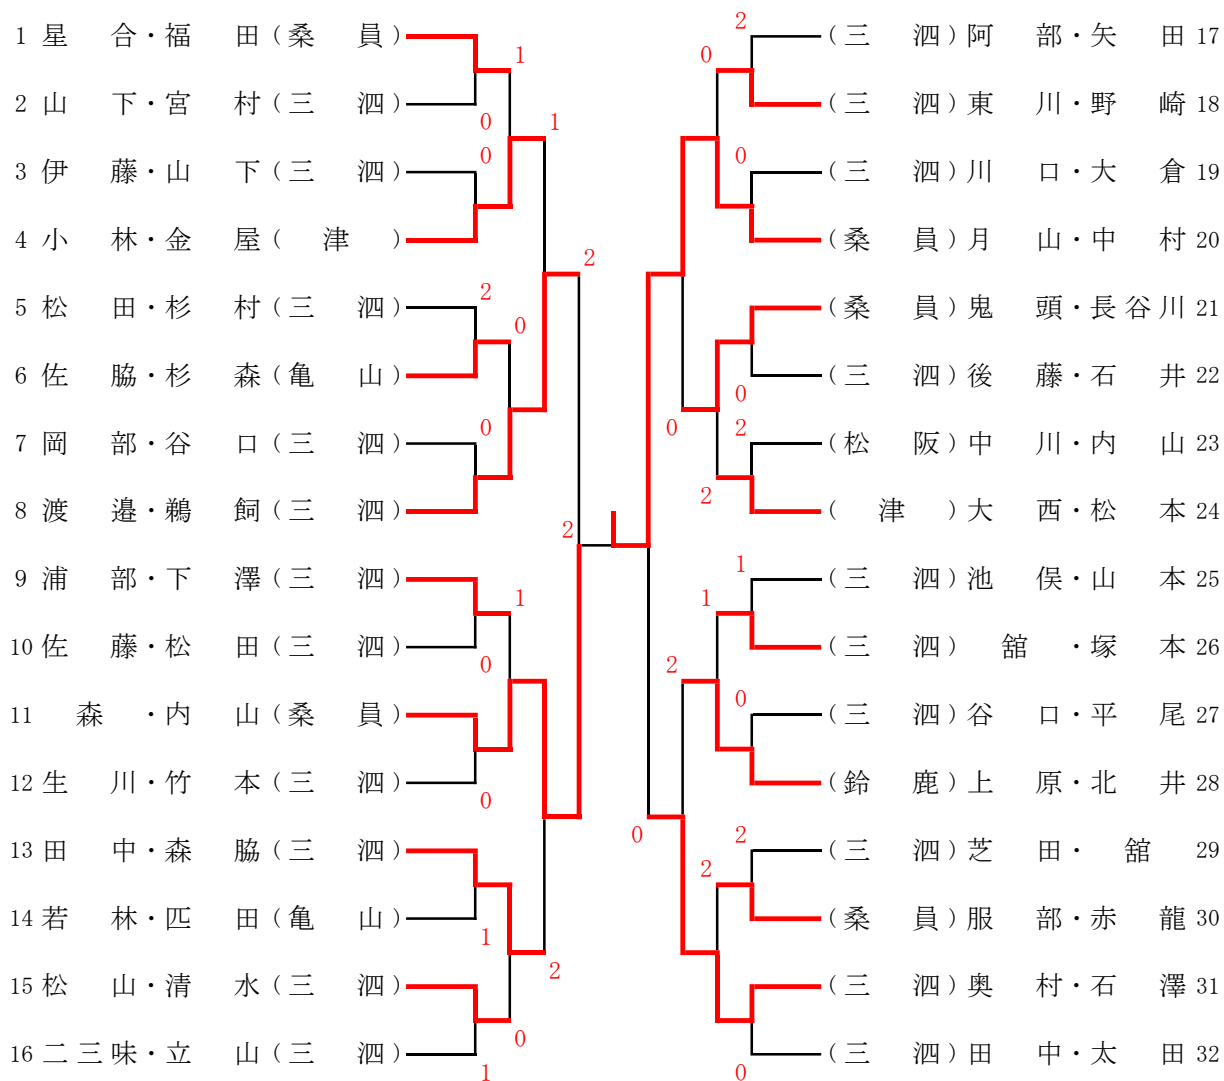 1 星合・福田(桑員)
2 山下・宮村(三泗)
3 伊藤・山下(三泗)
4 小林・金屋(津)
5 松田・杉村(三泗)
6 佐脇・杉森(亀山)
7 岡部・谷口(三泗)
8 渡邉・鵜飼(三泗)
9 浦部・下澤(三泗)
10 佐藤・松田(三泗)
11 森・内山(桑員)
12 生川・竹本(三泗)
13 田中・森脇(三泗)
14 若林・匹田(亀山)
15 松山・清水(三泗)
16 二三味・立山(三泗)
1
0
1
0
2
2
0
0
2
1
0
0
1
2
0
1
2
0
0
0
0
2
2
1
1
2
0
0
2
2
0
(三泗)阿部・矢田 17
(三泗)東川・野崎 18
(三泗)川口・大倉 19
(桑員)月山・中村 20
(桑員)鬼頭・長谷川 21
(三泗)後藤・石井 22
(松阪)中川・内山 23
(津)大西・松本 24
(三泗)池俣・山本 25
(三泗)舘・塚本 26
(三泗)谷口・平尾 27
(鈴鹿)上原・北井 28
(三泗)芝田・舘 29
(桑員)服部・赤龍 30
(三泗)奥村・石澤 31
(三泗)田中・太田 32